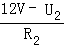 12V- U₂
R₂